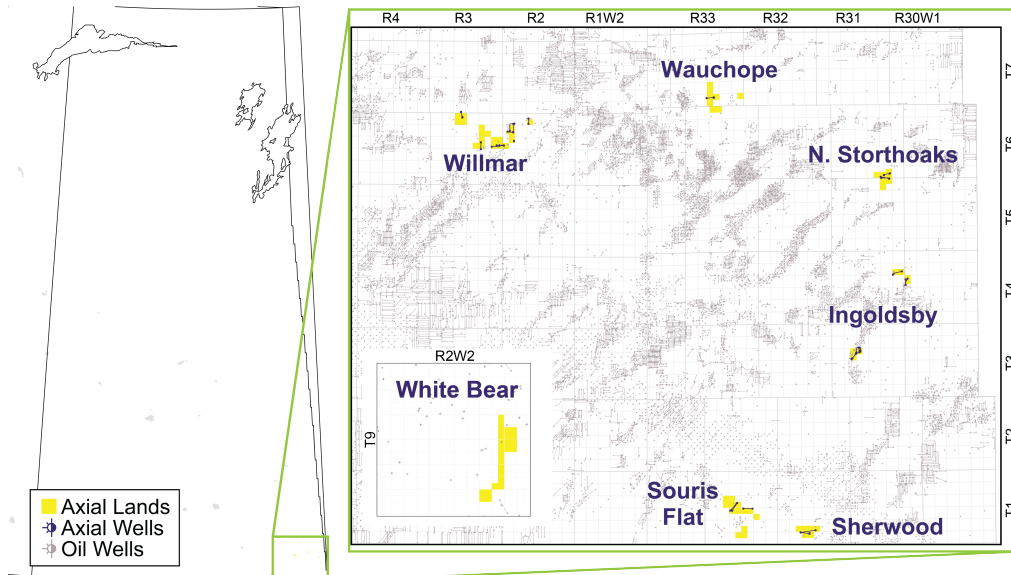 R4 R3 R2 R1W2 R33 R32 R31 R30W1
T7
Wauchope
T6
N. Storthoaks
Willmar
T5
T4
Ingoldsby
T3
R2W2
White Bear
T9
T2
Souris
Flat
T1
Sherwood
Axial Lands
Axial Wells
Oil Wells